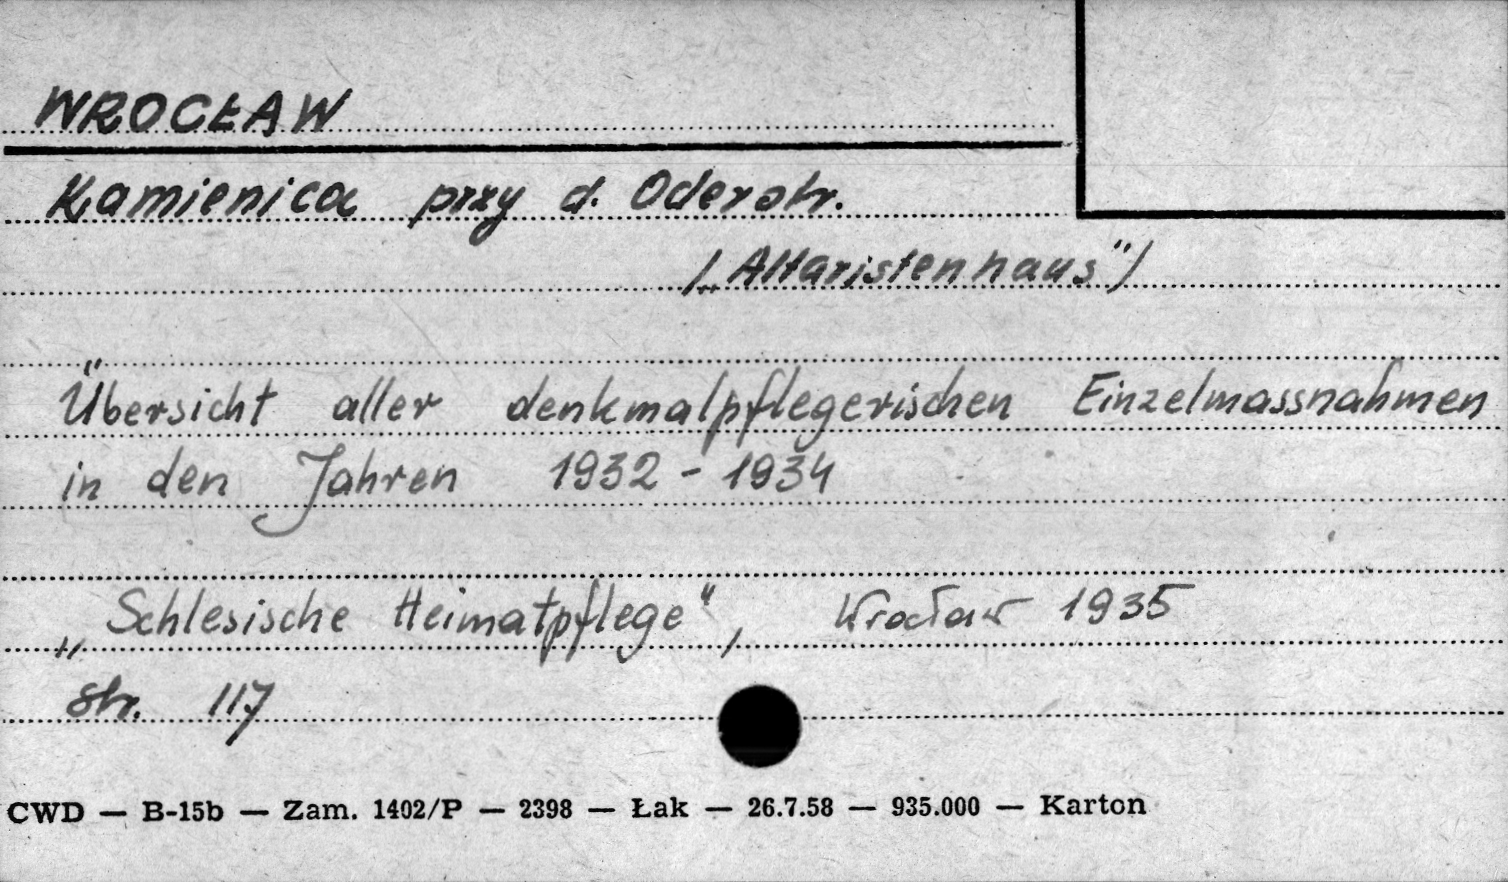 WROCŁAW
Kamienica przy d. Oderstr.
/„Altaristenhaus"/
Übersicht aller denkmalpflegerischen Einzelmassnahmen
in den Jahren 1932 - 1934
„Schlesische Heimatpflege", Wrocław 1935
str. 117
CWD — B-15b — Zam. 1402/P — 2398 — Łak — 26.7.58 — 935.000 — Karton